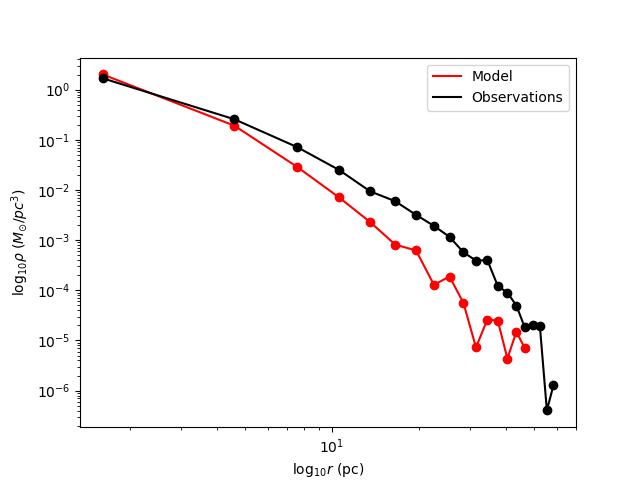 Model
Observations
10⁰
10⁻¹
10⁻²
10⁻³
10⁻⁴
10⁻⁵
10⁻⁶
log₁₀ρ (M⊙/pc³)
10¹
log₁₀r (pc)